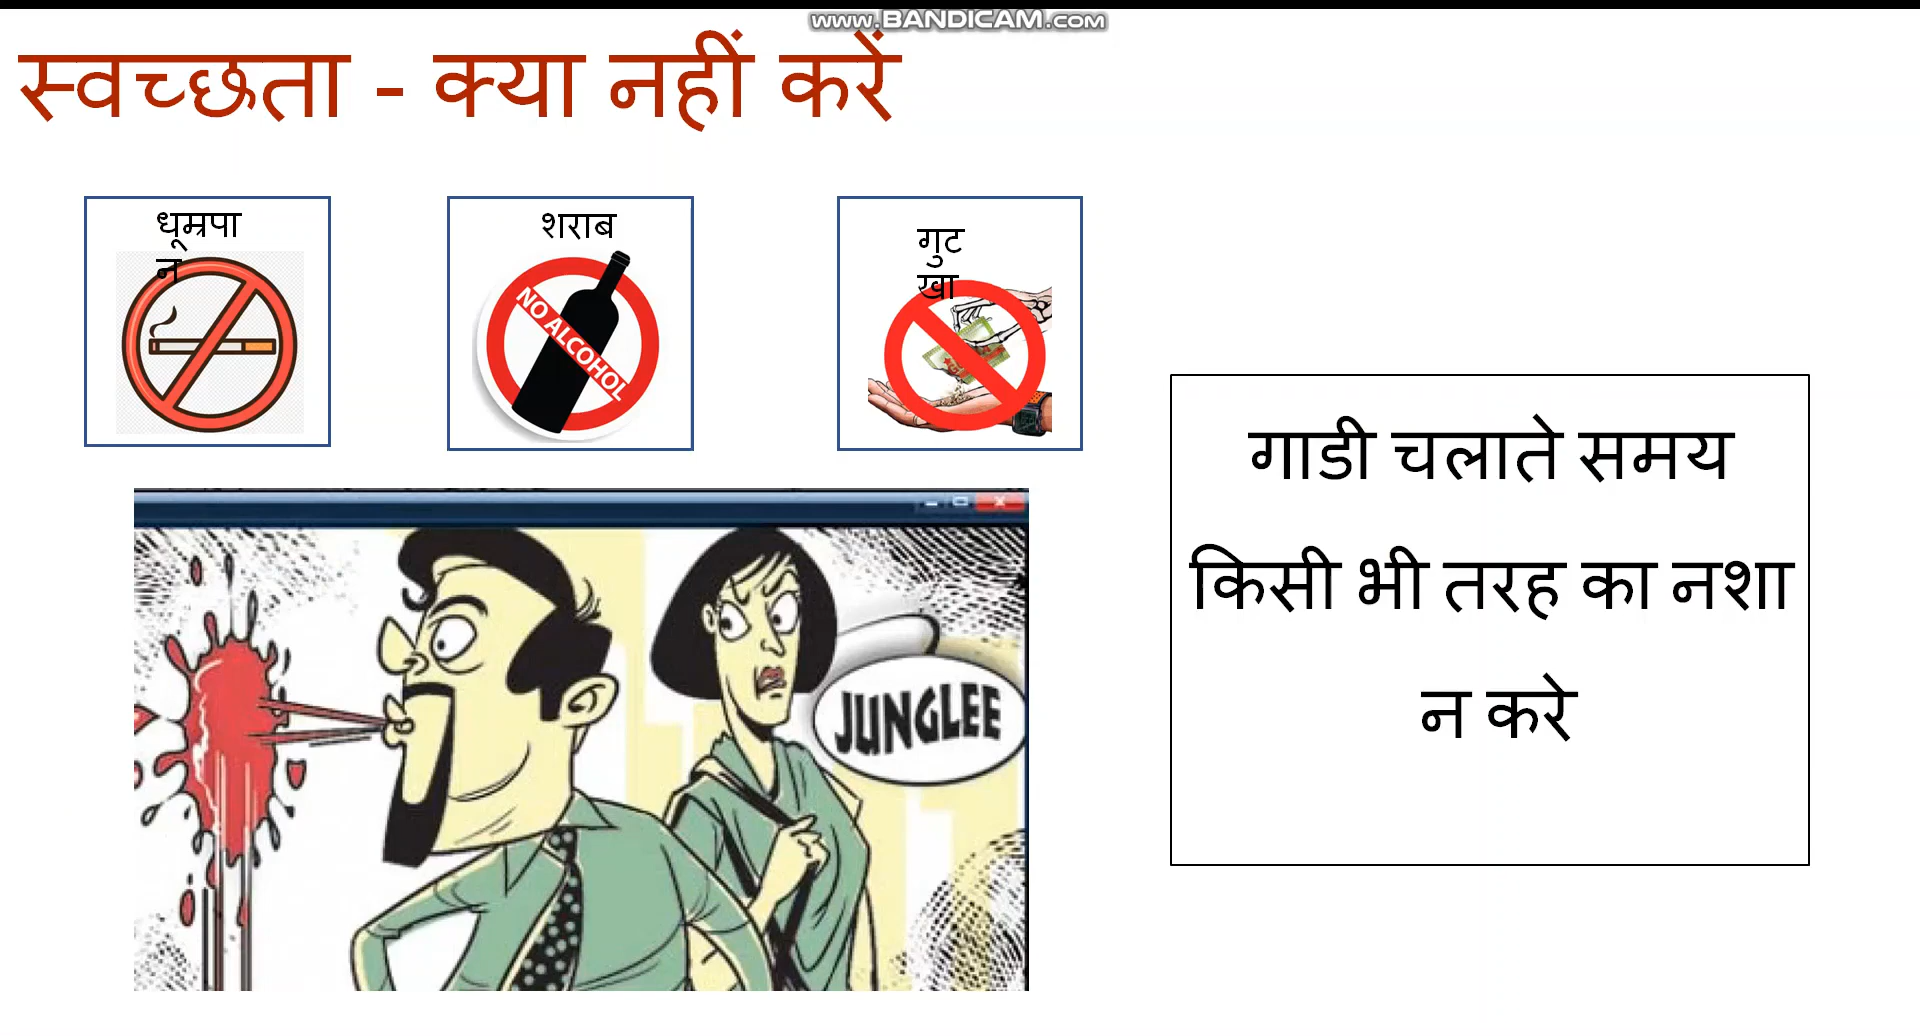 www.BANDICAM.com
स्वच्छता - क्या नहीं करें
धूम्रपा
न
शराब
NO ALCOHOL
गुट
खा
गाडी चलाते समय
किसी भी तरह का नशा
न करे
JUNGLEE